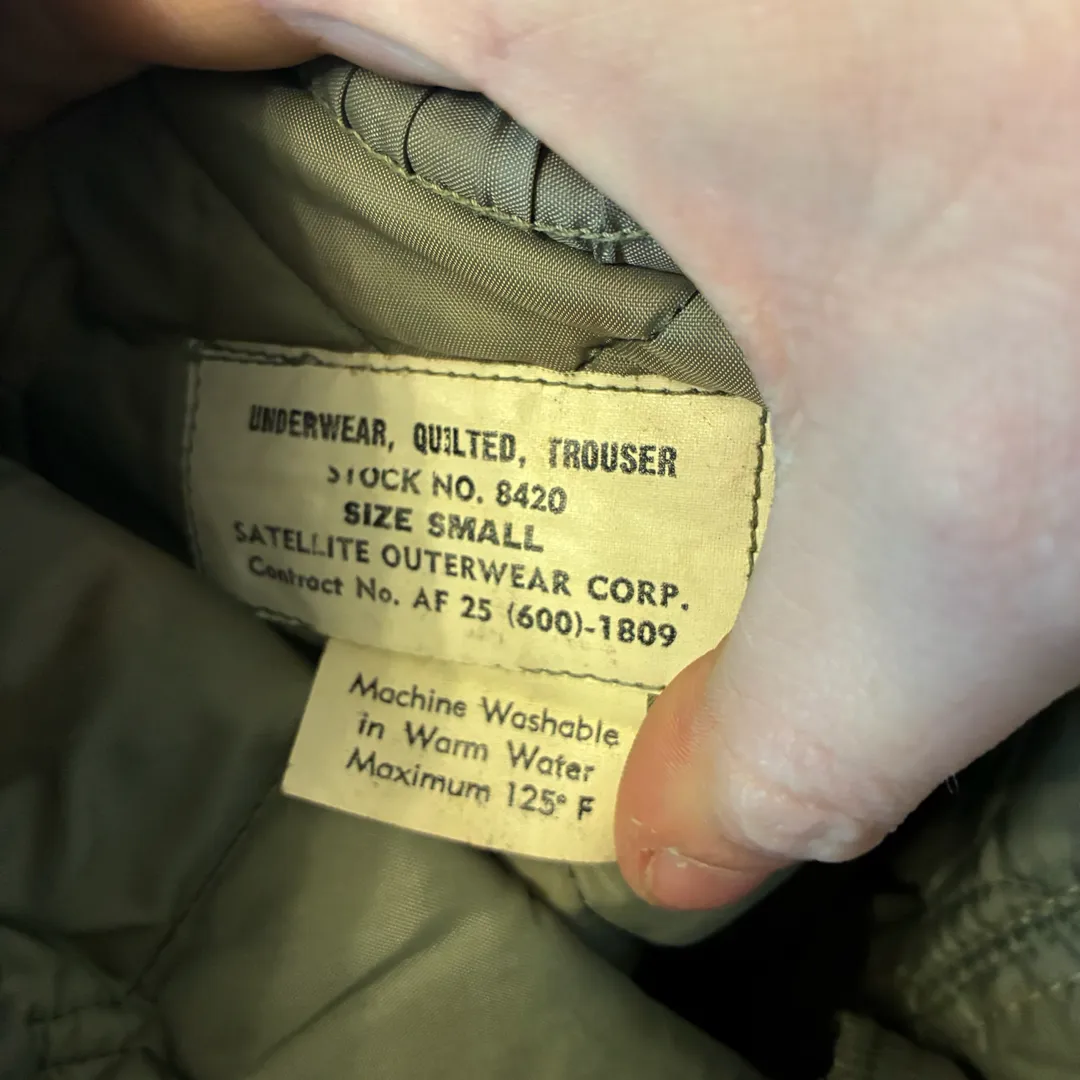 UNDERWEAR, QUILTED, TROUSER
STOCK NO. 8420
SIZE SMALL
SATELLITE OUTERWEAR CORP.
Contract No. AF 25 (600)-1809
Machine Washable
in Warm Water
Maximum 125° F